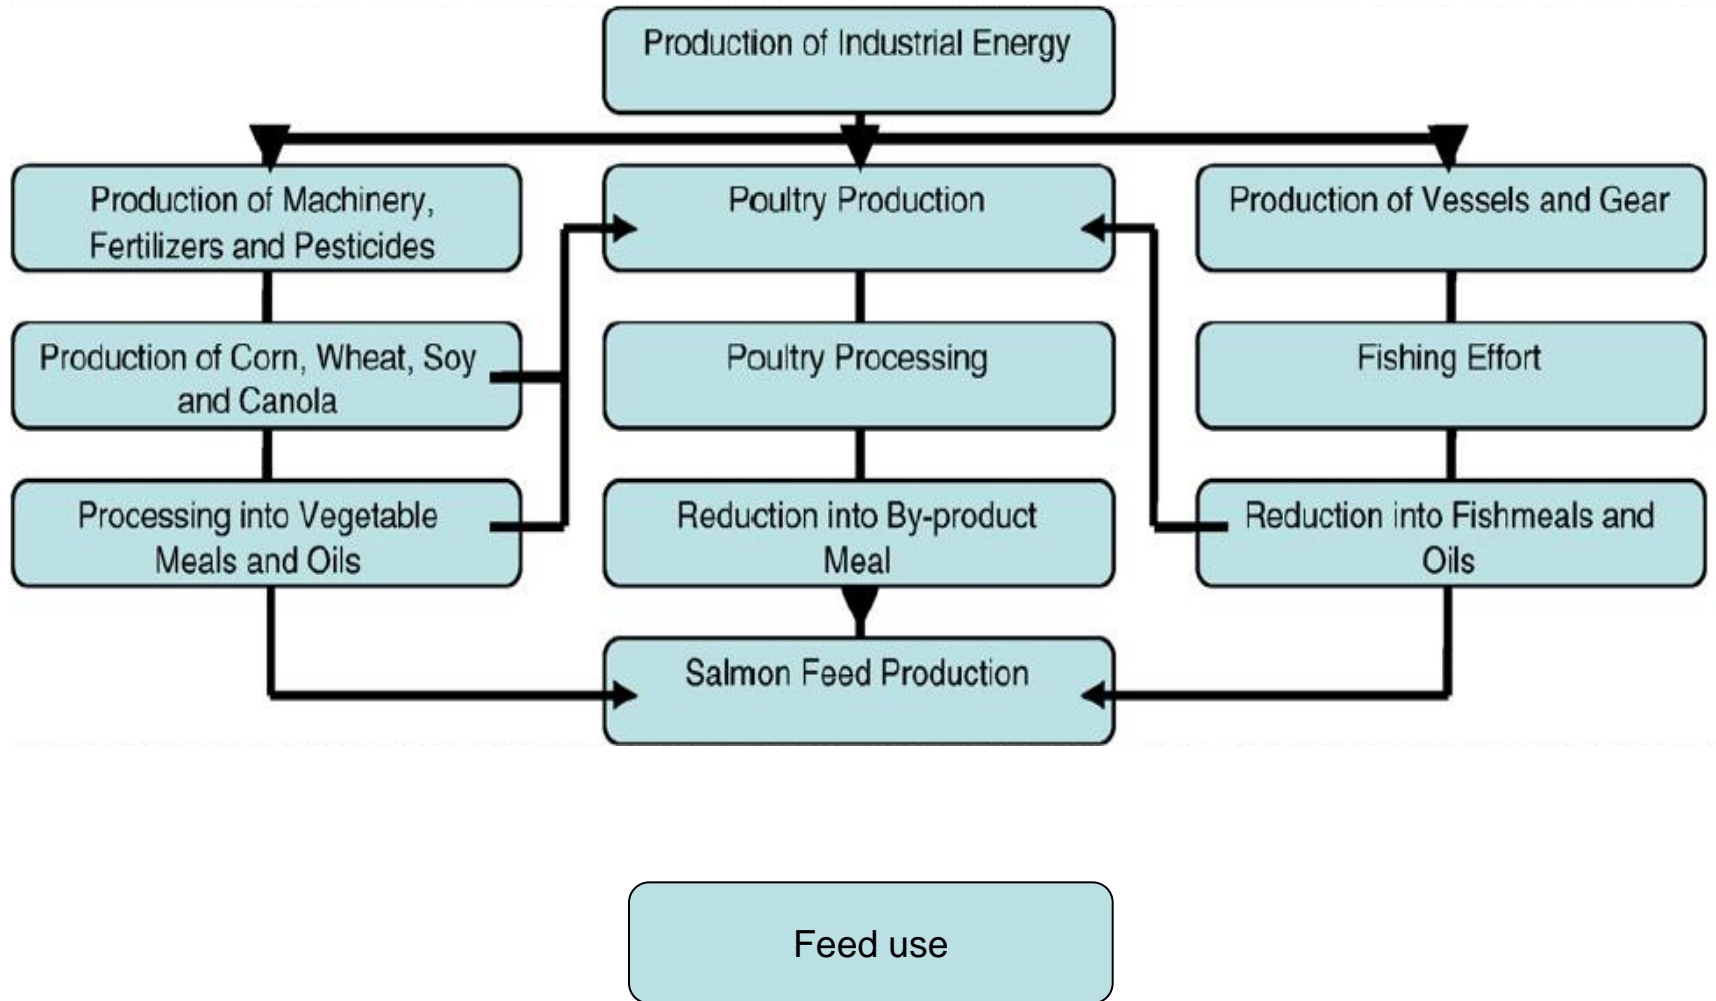 Production of Industrial Energy
Production of Machinery,
Fertilizers and Pesticides
Poultry Production
Production of Vessels and Gear
Production of Corn, Wheat, Soy
and Canola
Poultry Processing
Fishing Effort
Processing into Vegetable
Meals and Oils
Reduction into By-product
Meal
Reduction into Fishmeals and
Oils
Salmon Feed Production
Feed use